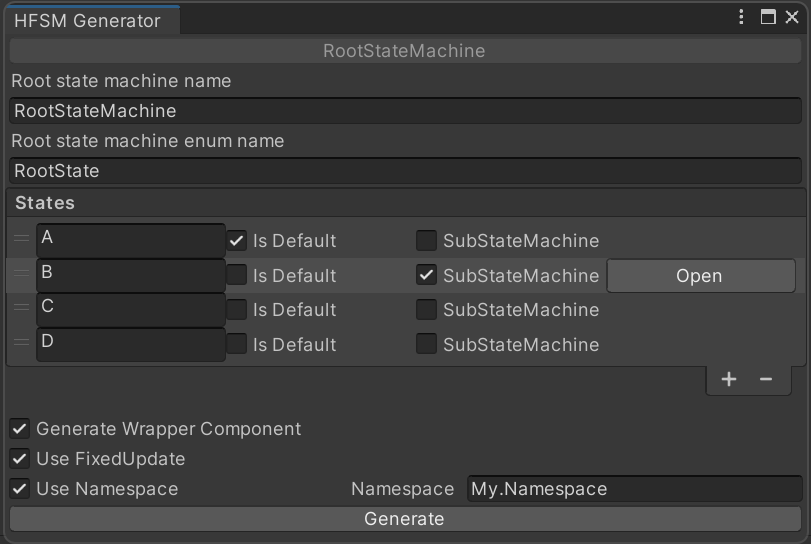 HFSM Generator
RootStateMachine
Root state machine name
RootStateMachine
Root state machine enum name
RootState
States
A Is Default SubStateMachine
B Is Default SubStateMachine Open
C Is Default SubStateMachine
D Is Default SubStateMachine
Generate Wrapper Component
Use FixedUpdate
Use Namespace Namespace My.Namespace
Generate